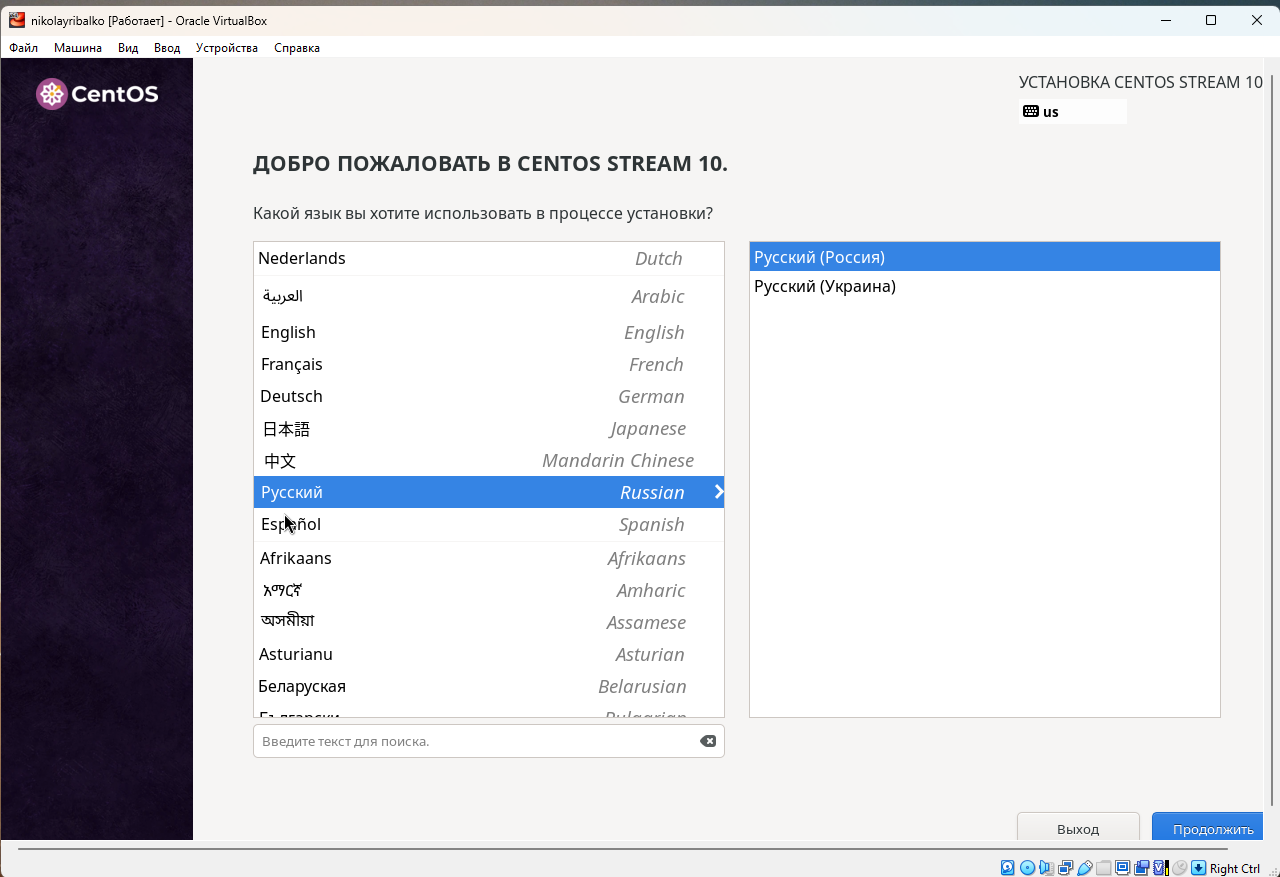 nikolayribalko [Работает] - Oracle VirtualBox
Файл Машина Вид Ввод Устройства Справка
CentOS
УСТАНОВКА CENTOS STREAM 10
us
ДОБРО ПОЖАЛОВАТЬ В CENTOS STREAM 10.
Какой язык вы хотите использовать в процессе установки?
Nederlands Dutch
العربية Arabic
English English
Français French
Deutsch German
日本語 Japanese
中文 Mandarin Chinese
Русский Russian
Español Spanish
Afrikaans Afrikaans
አማርኛ Amharic
অসমীয়া Assamese
Asturianu Asturian
Беларуская Belarusian
Български Bulgarian
Русский (Россия)
Русский (Украина)
Введите текст для поиска.
Выход
Продолжить
Right Ctrl